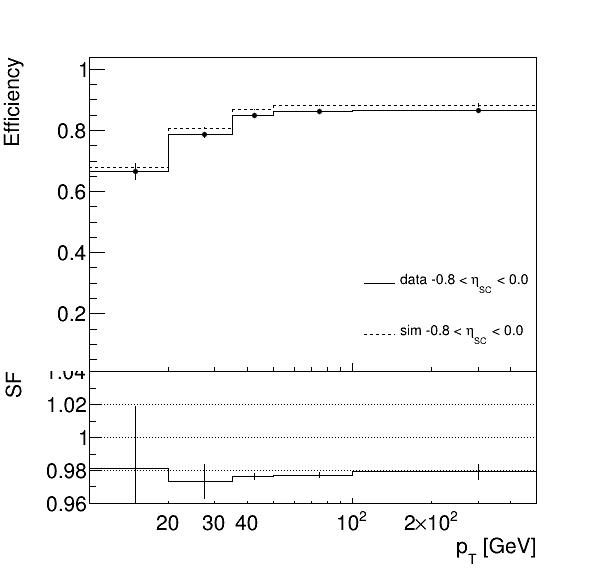 Efficiency
1
0.8
0.6
0.4
0.2
data -0.8 < η_SC < 0.0
sim -0.8 < η_SC < 0.0
SF
1.04
1.02
1
0.98
0.96
20 30 40 10² 2×10²
p_T [GeV]